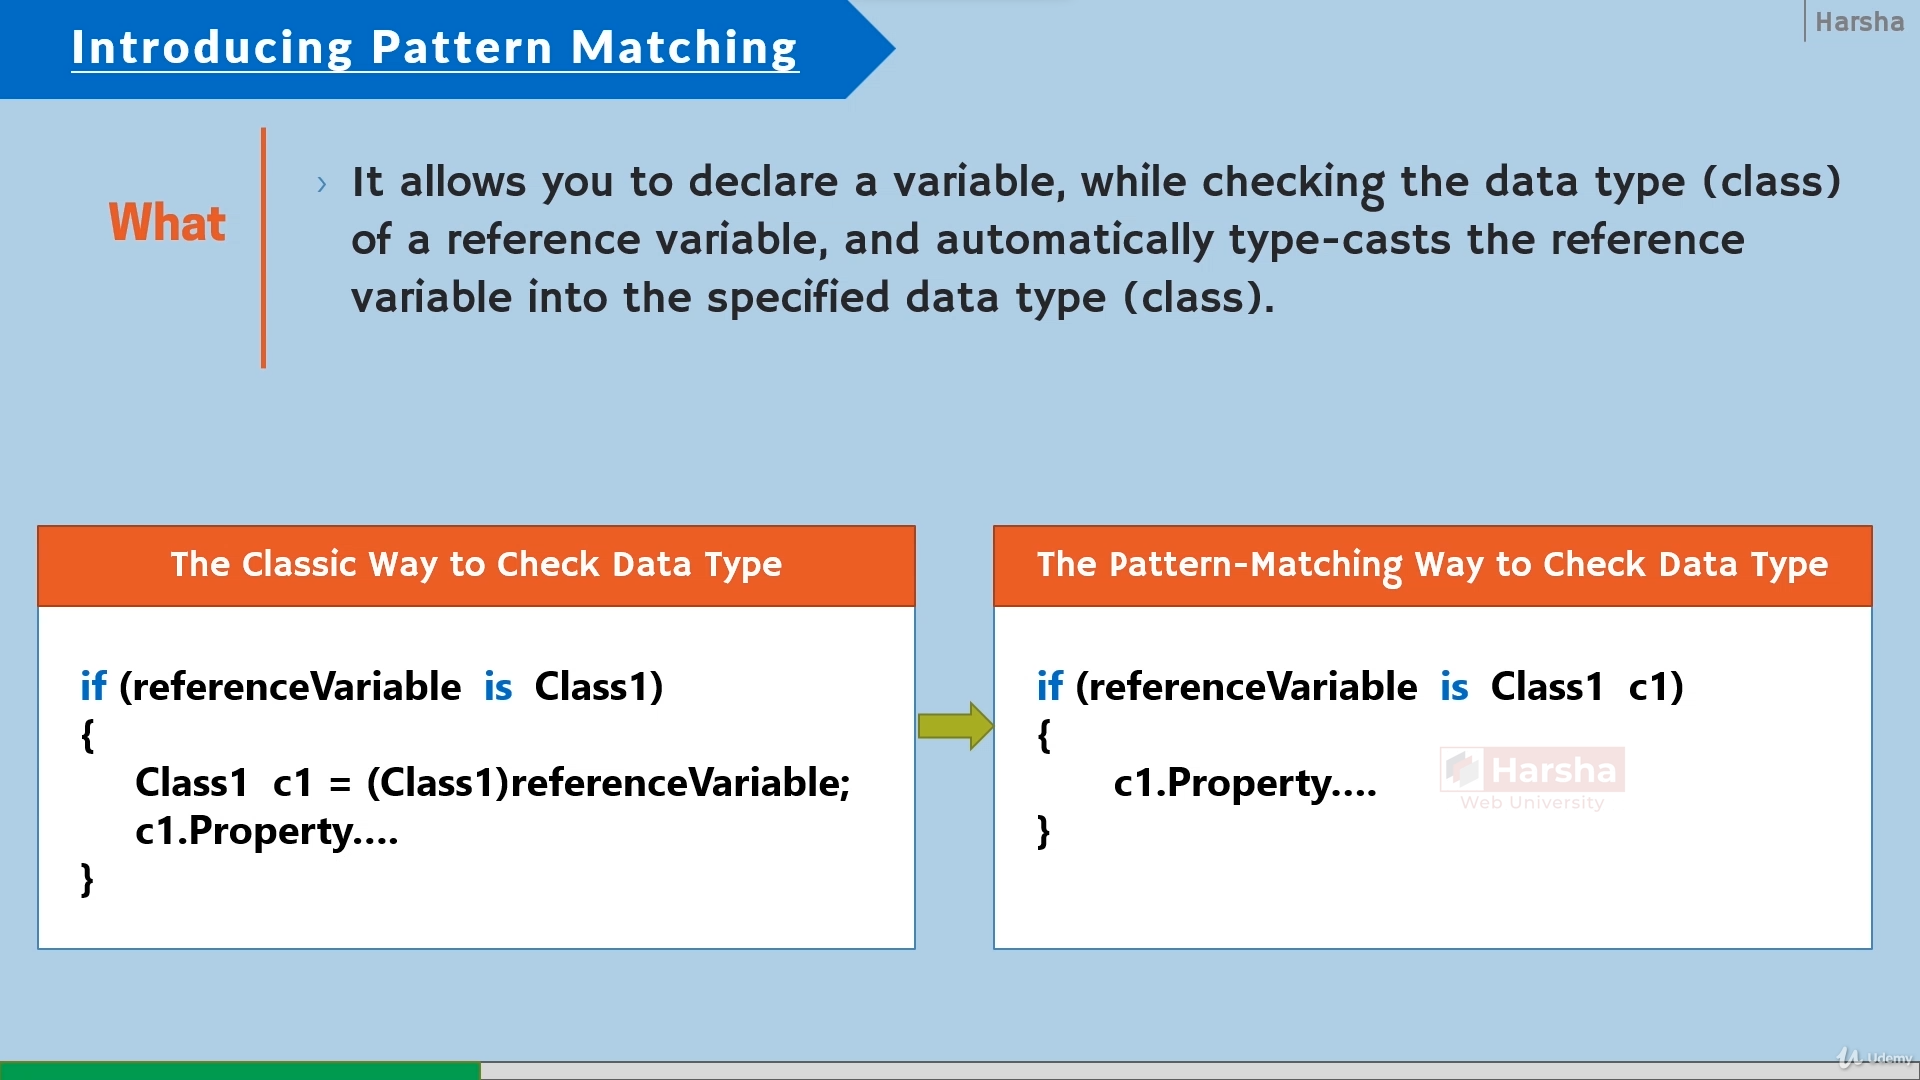 Introducing Pattern Matching
Harsha
What
› It allows you to declare a variable, while checking the data type (class)
of a reference variable, and automatically type-casts the reference
variable into the specified data type (class).
The Classic Way to Check Data Type
if (referenceVariable is Class1)
{
Class1 c1 = (Class1)referenceVariable;
c1.Property....
}
The Pattern-Matching Way to Check Data Type
if (referenceVariable is Class1 c1)
{
c1.Property....
}
Harsha
Web University
Udemy